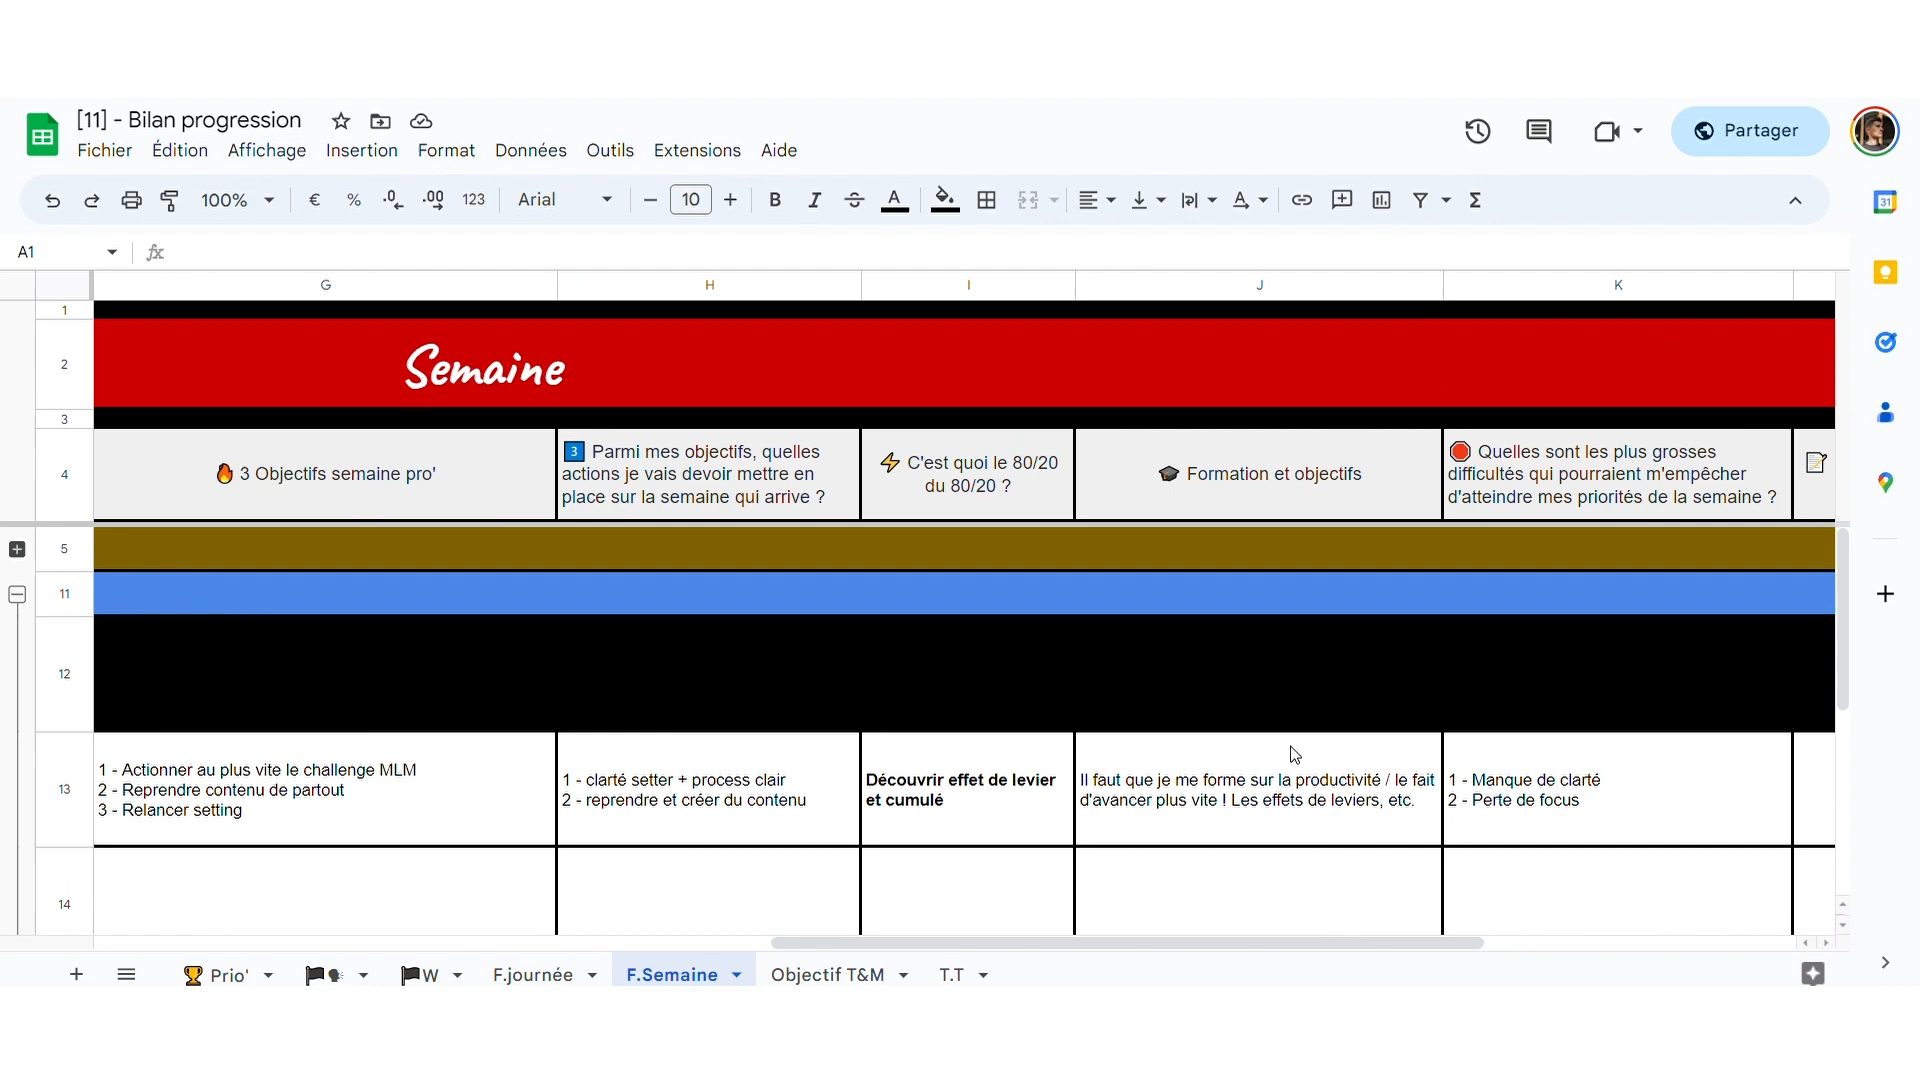 [11] - Bilan progression
Fichier Édition Affichage Insertion Format Données Outils Extensions Aide
Partager
100% € % .0 .00 123 Arial 10 B I A A Σ
31
A1 fx
G H I J K
1
2 Semaine
3
4
🔥 3 Objectifs semaine pro'
3️⃣ Parmi mes objectifs, quelles
actions je vais devoir mettre en
place sur la semaine qui arrive ?
⚡ C'est quoi le 80/20
du 80/20 ?
🎓 Formation et objectifs
🛑 Quelles sont les plus grosses
difficultés qui pourraient m'empêcher
d'atteindre mes priorités de la semaine ?
5
11
12
13
1 - Actionner au plus vite le challenge MLM
2 - Reprendre contenu de partout
3 - Relancer setting
1 - clarté setter + process clair
2 - reprendre et créer du contenu
Découvrir effet de levier
et cumulé
Il faut que je me forme sur la productivité / le fait
d'avancer plus vite ! Les effets de leviers, etc.
1 - Manque de clarté
2 - Perte de focus
14
🏆 Prio' 🏴🗣 🏴W F.journée F.Semaine Objectif T&M T.T